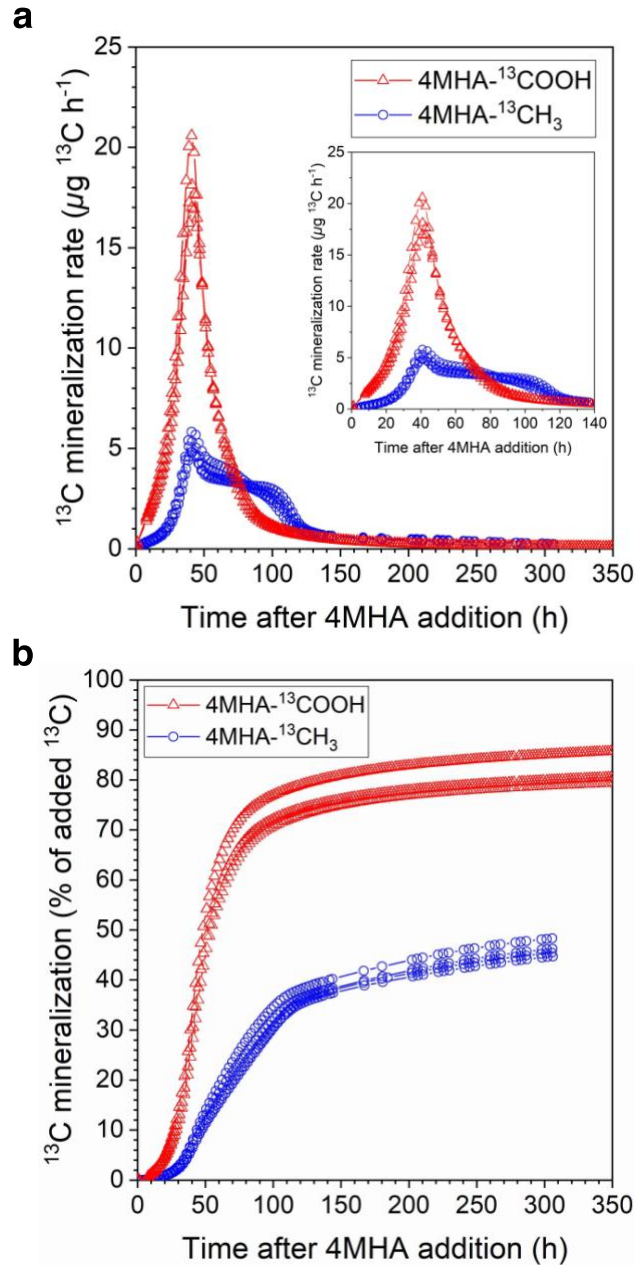 a
¹³C mineralization rate (µg ¹³C h⁻¹)
25
20
15
10
5
0
0 50 100 150 200 250 300 350
Time after 4MHA addition (h)
4MHA-¹³COOH
4MHA-¹³CH₃
¹³C mineralization rate (µg ¹³C h⁻¹)
25
20
15
10
5
0
0 20 40 60 80 100 120 140
Time after 4MHA addition (h)
b
¹³C mineralization (% of added ¹³C)
100
90
80
70
60
50
40
30
20
10
0
0 50 100 150 200 250 300 350
Time after 4MHA addition (h)
4MHA-¹³COOH
4MHA-¹³CH₃